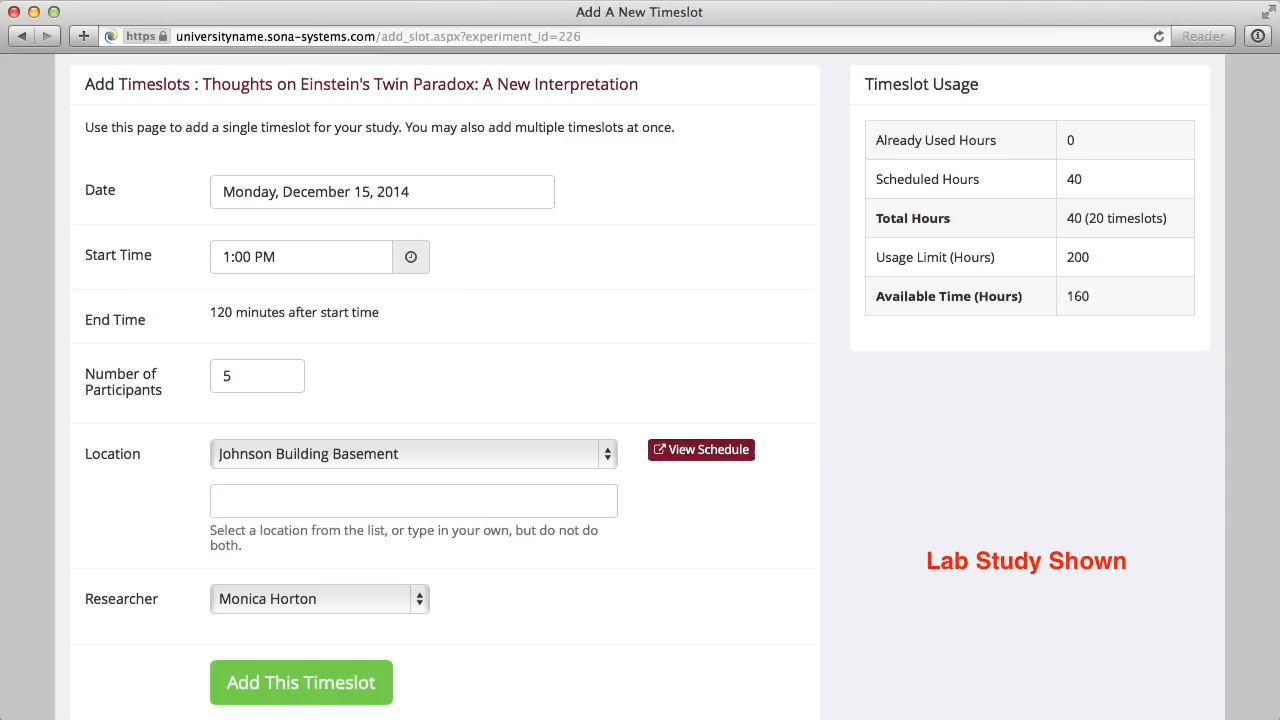 Add A New Timeslot
https universityname.sona-systems.com/add_slot.aspx?experiment_id=226
Reader
Add Timeslots : Thoughts on Einstein's Twin Paradox: A New Interpretation
Use this page to add a single timeslot for your study. You may also add multiple timeslots at once.
Date
Monday, December 15, 2014
Start Time
1:00 PM
End Time
120 minutes after start time
Number of
Participants
5
Location
Johnson Building Basement
View Schedule
Select a location from the list, or type in your own, but do not do
both.
Researcher
Monica Horton
Add This Timeslot
Timeslot Usage
Already Used Hours 0
Scheduled Hours 40
Total Hours 40 (20 timeslots)
Usage Limit (Hours) 200
Available Time (Hours) 160
Lab Study Shown